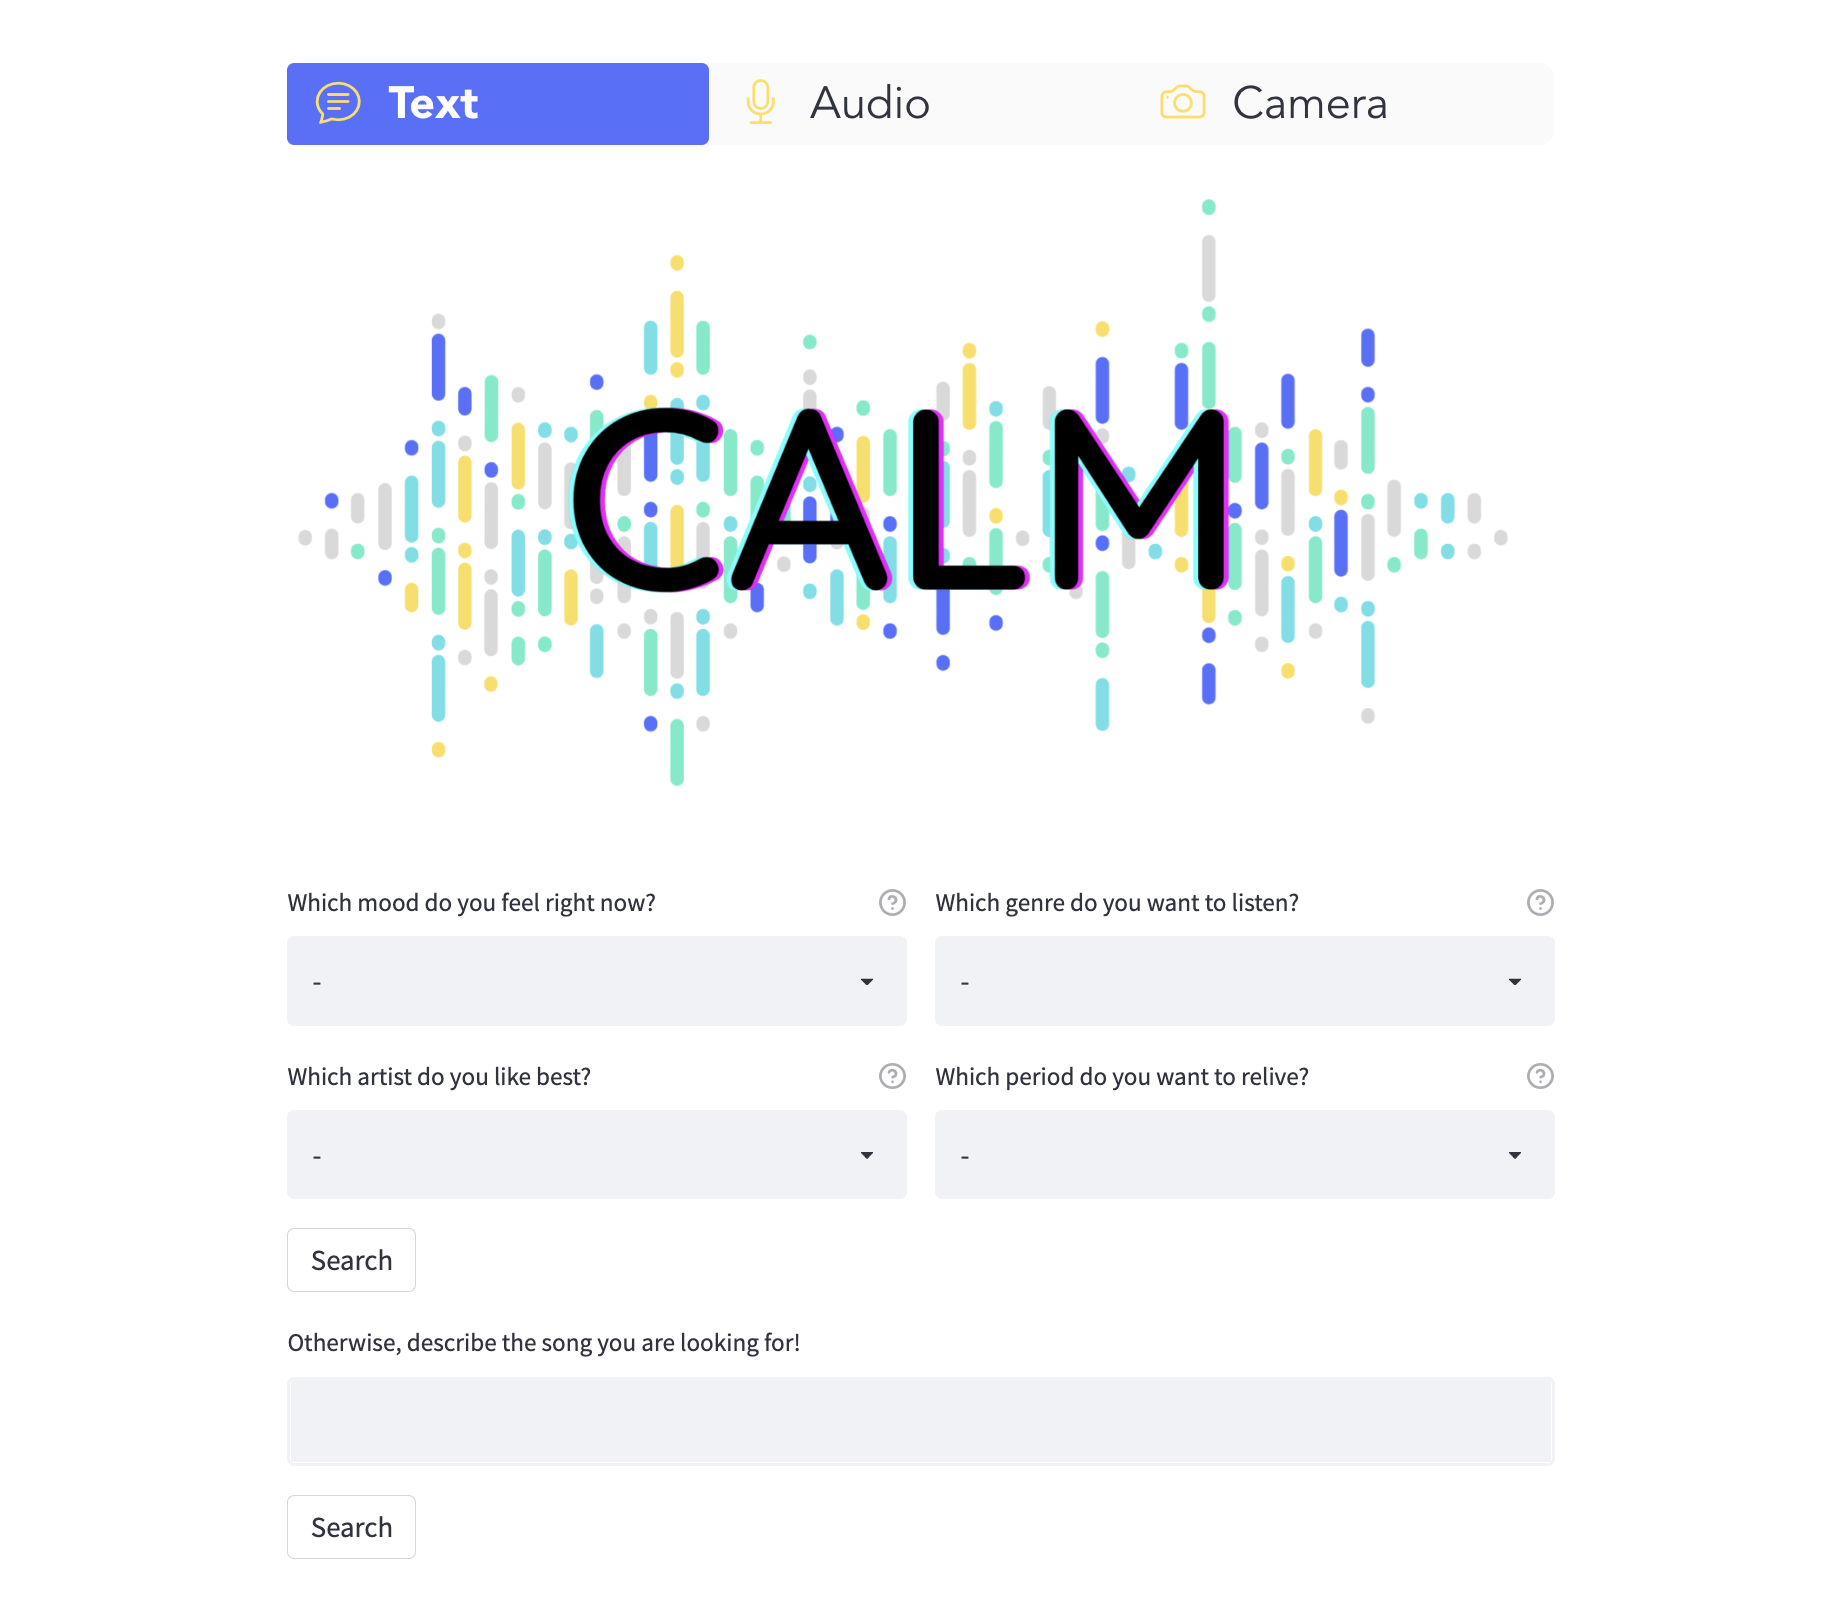 Text Audio Camera
CALM
Which mood do you feel right now? Which genre do you want to listen?
- -
Which artist do you like best? Which period do you want to relive?
- -
Search
Otherwise, describe the song you are looking for!
Search